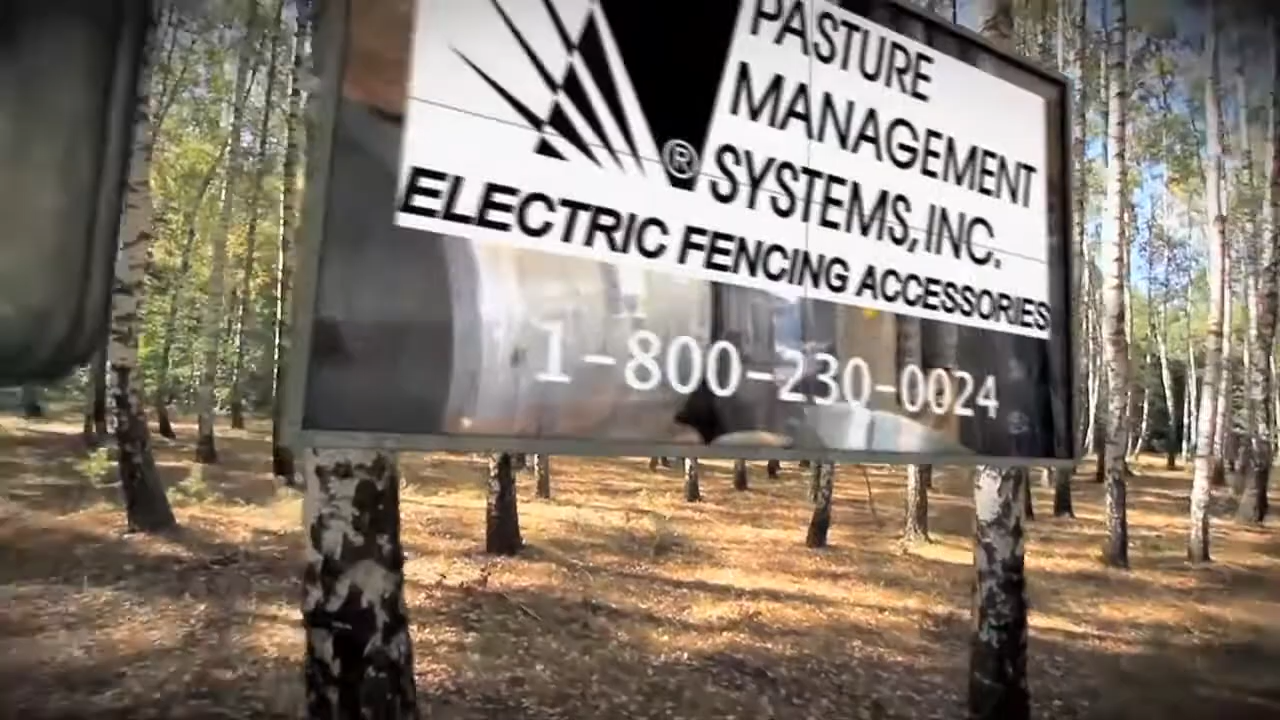 PASTURE
MANAGEMENT
SYSTEMS, INC.
®
ELECTRIC FENCING ACCESSORIES
1-800-230-0024